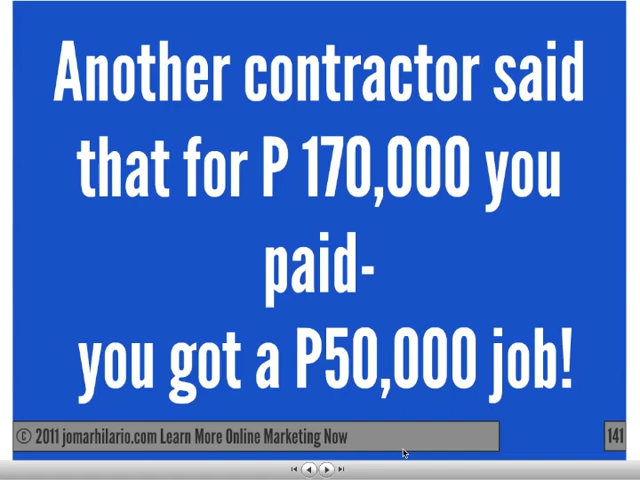 Another contractor said
that for P 170,000 you
paid-
you got a P50,000 job!
© 2011 jomarhilario.com Learn More Online Marketing Now
141